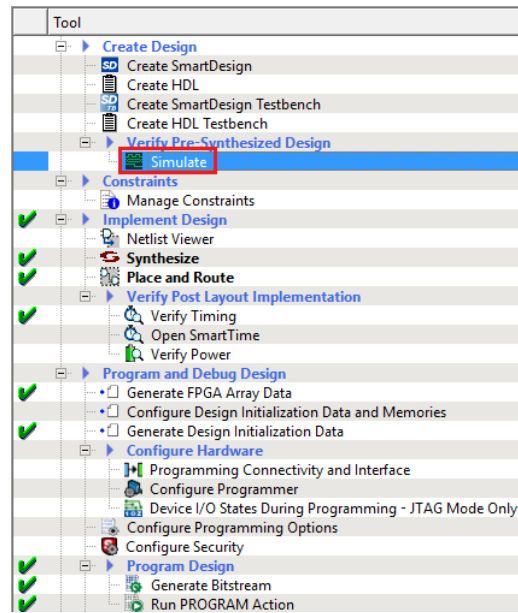 Tool
Create Design
Create SmartDesign
Create HDL
Create SmartDesign Testbench
Create HDL Testbench
Verify Pre-Synthesized Design
Simulate
Constraints
Manage Constraints
Implement Design
Netlist Viewer
Synthesize
Place and Route
Verify Post Layout Implementation
Verify Timing
Open SmartTime
Verify Power
Program and Debug Design
Generate FPGA Array Data
Configure Design Initialization Data and Memories
Generate Design Initialization Data
Configure Hardware
Programming Connectivity and Interface
Configure Programmer
Device I/O States During Programming - JTAG Mode Only
Configure Programming Options
Configure Security
Program Design
Generate Bitstream
Run PROGRAM Action